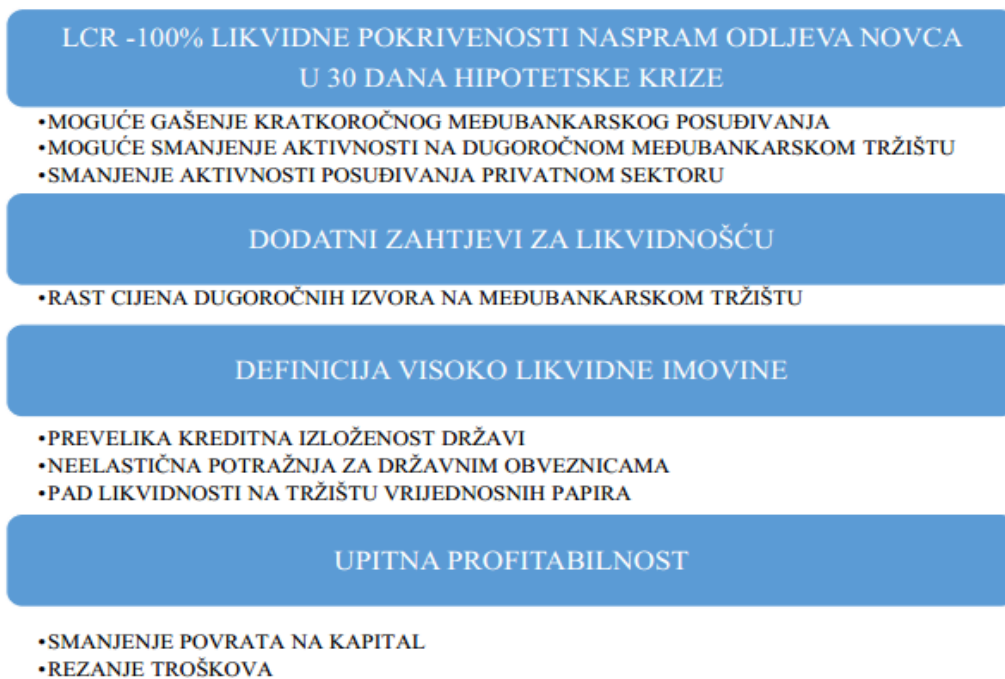 LCR -100% LIKVIDNE POKRIVENOSTI NASPRAM ODLJEVA NOVCA
U 30 DANA HIPOTETSKE KRIZE
•MOGUĆE GAŠENJE KRATKOROČNOG MEĐUBANKARSKOG POSUĐIVANJA
•MOGUĆE SMANJENJE AKTIVNOSTI NA DUGOROČNOM MEĐUBANKARSKOM TRŽIŠTU
•SMANJENJE AKTIVNOSTI POSUĐIVANJA PRIVATNOM SEKTORU
DODATNI ZAHTJEVI ZA LIKVIDNOŠĆU
•RAST CIJENA DUGOROČNIH IZVORA NA MEĐUBANKARSKOM TRŽIŠTU
DEFINICIJA VISOKO LIKVIDNE IMOVINE
•PREVELIKA KREDITNA IZLOŽENOST DRŽAVI
•NEELASTIČNA POTRAŽNJA ZA DRŽAVNIM OBVEZNICAMA
•PAD LIKVIDNOSTI NA TRŽIŠTU VRIJEDNOSNIH PAPIRA
UPITNA PROFITABILNOST
•SMANJENJE POVRATA NA KAPITAL
•REZANJE TROŠKOVA